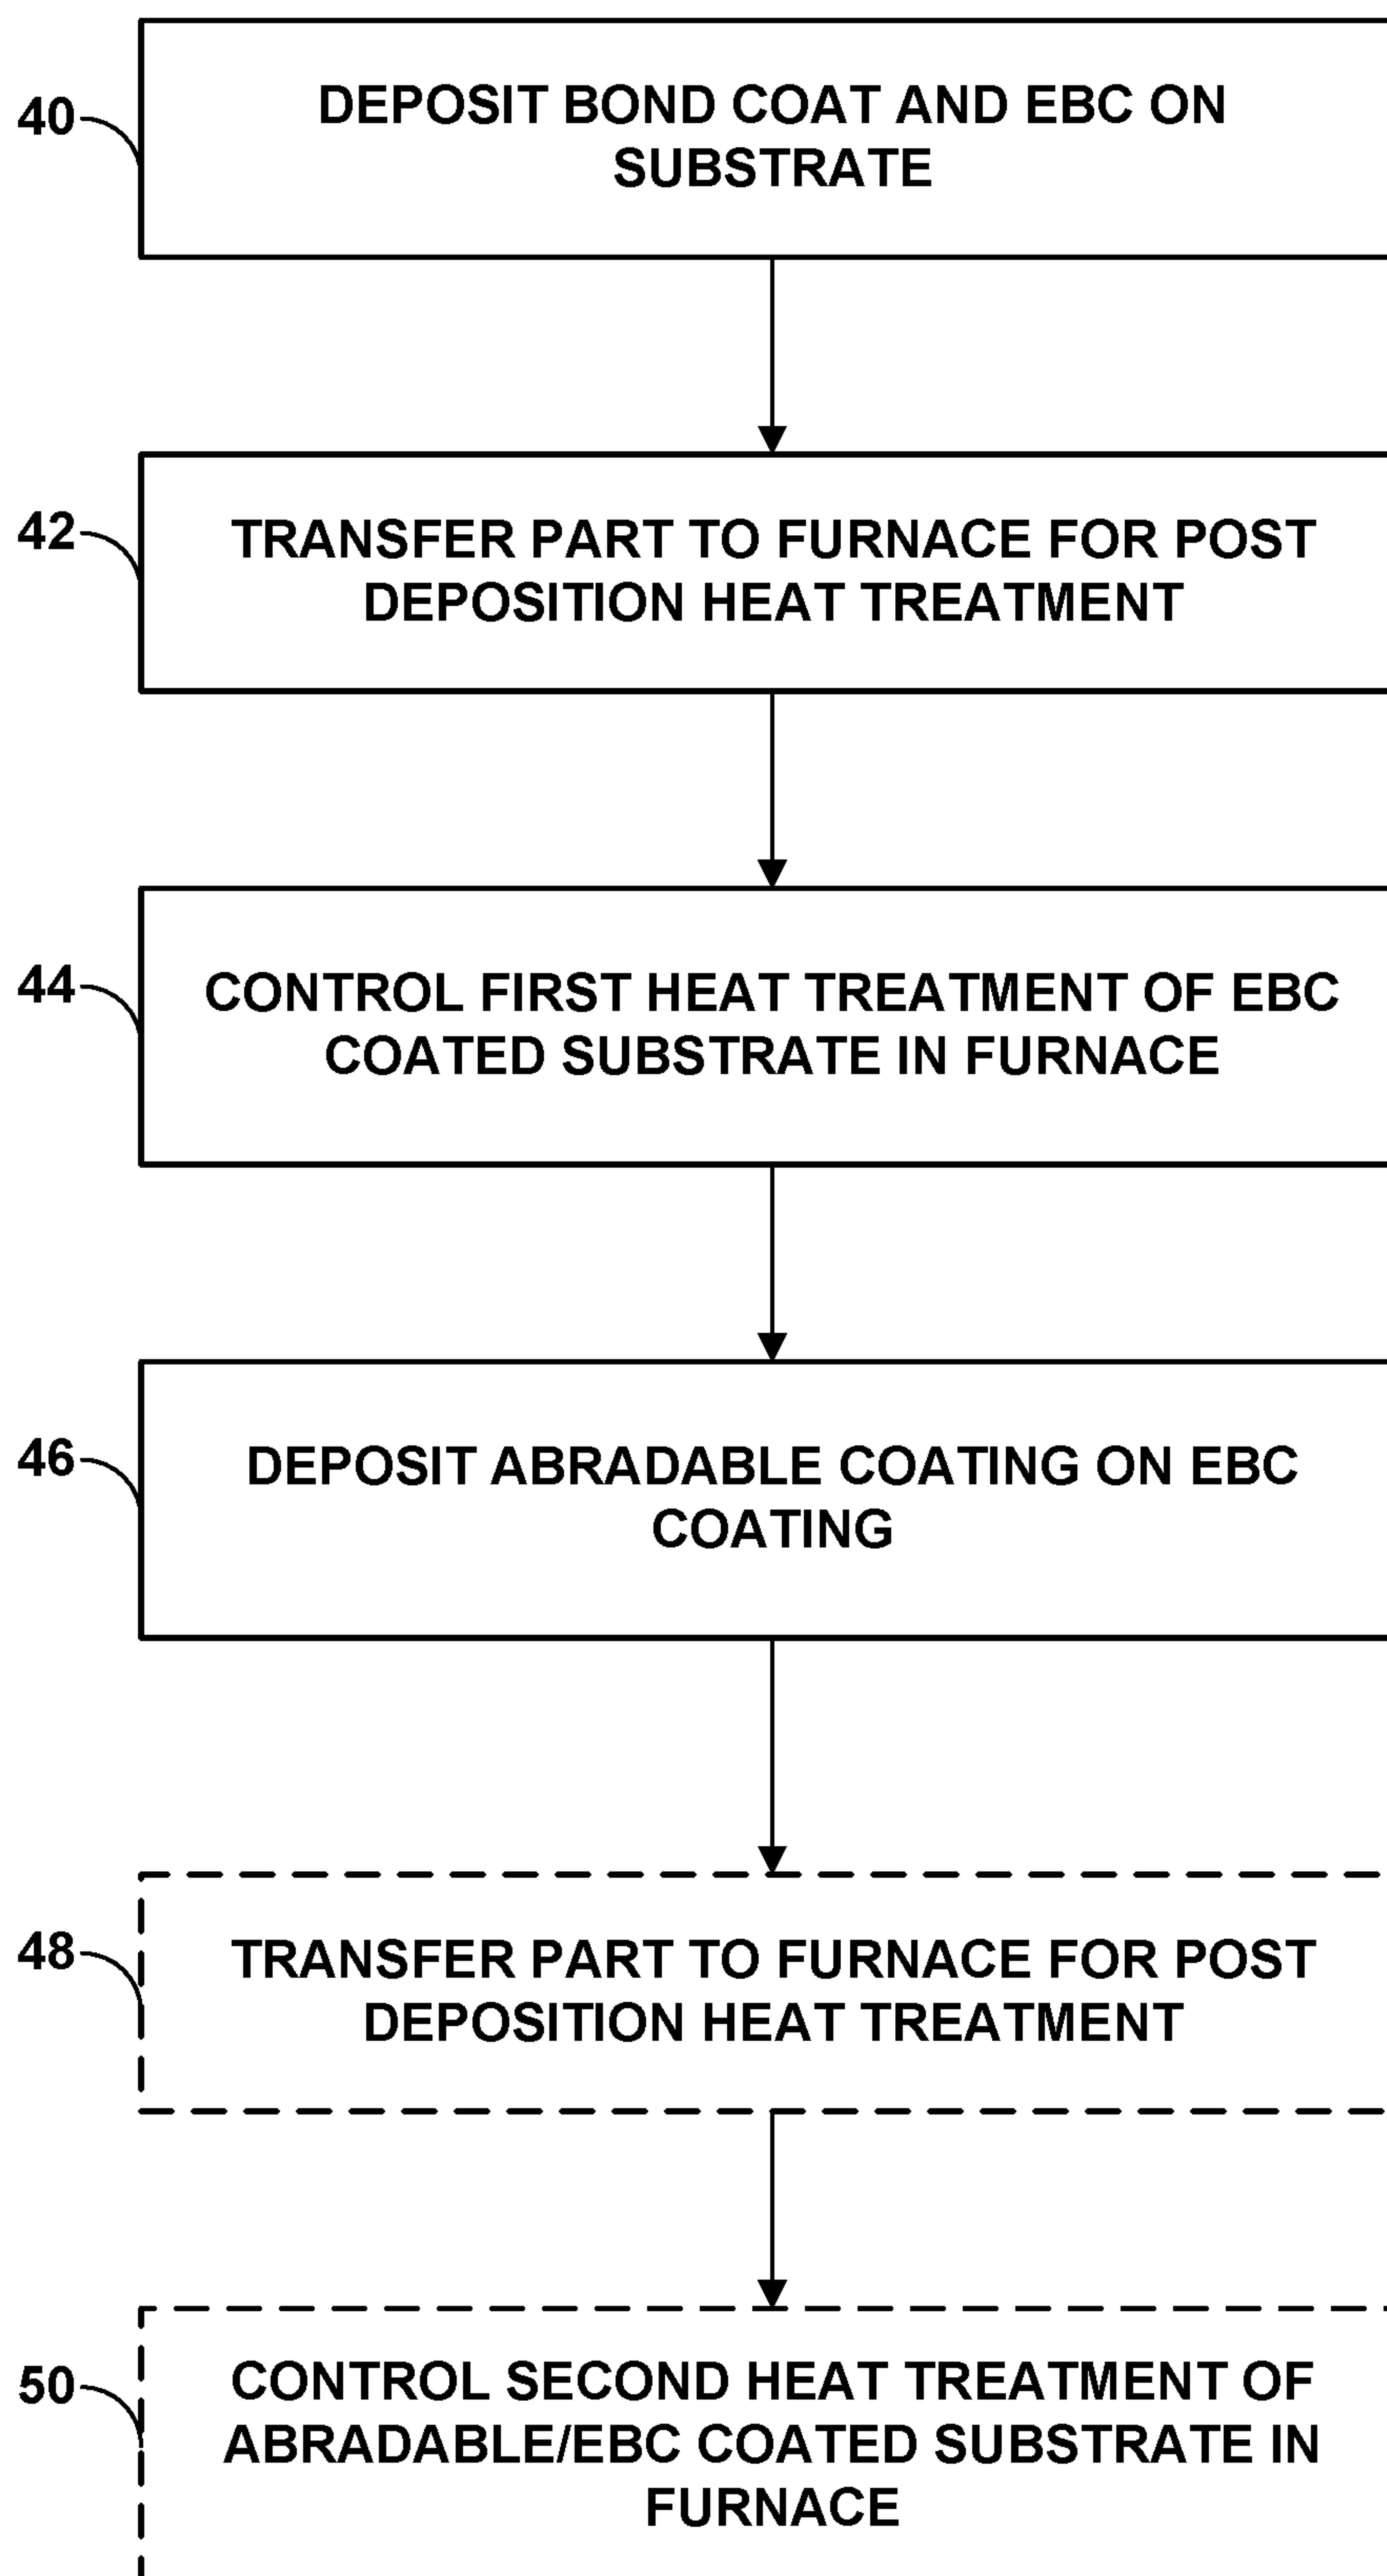 40
DEPOSIT BOND COAT AND EBC ON
SUBSTRATE
42
TRANSFER PART TO FURNACE FOR POST
DEPOSITION HEAT TREATMENT
44
CONTROL FIRST HEAT TREATMENT OF EBC
COATED SUBSTRATE IN FURNACE
46
DEPOSIT ABRADABLE COATING ON EBC
COATING
48
TRANSFER PART TO FURNACE FOR POST
DEPOSITION HEAT TREATMENT
50
CONTROL SECOND HEAT TREATMENT OF
ABRADABLE/EBC COATED SUBSTRATE IN
FURNACE